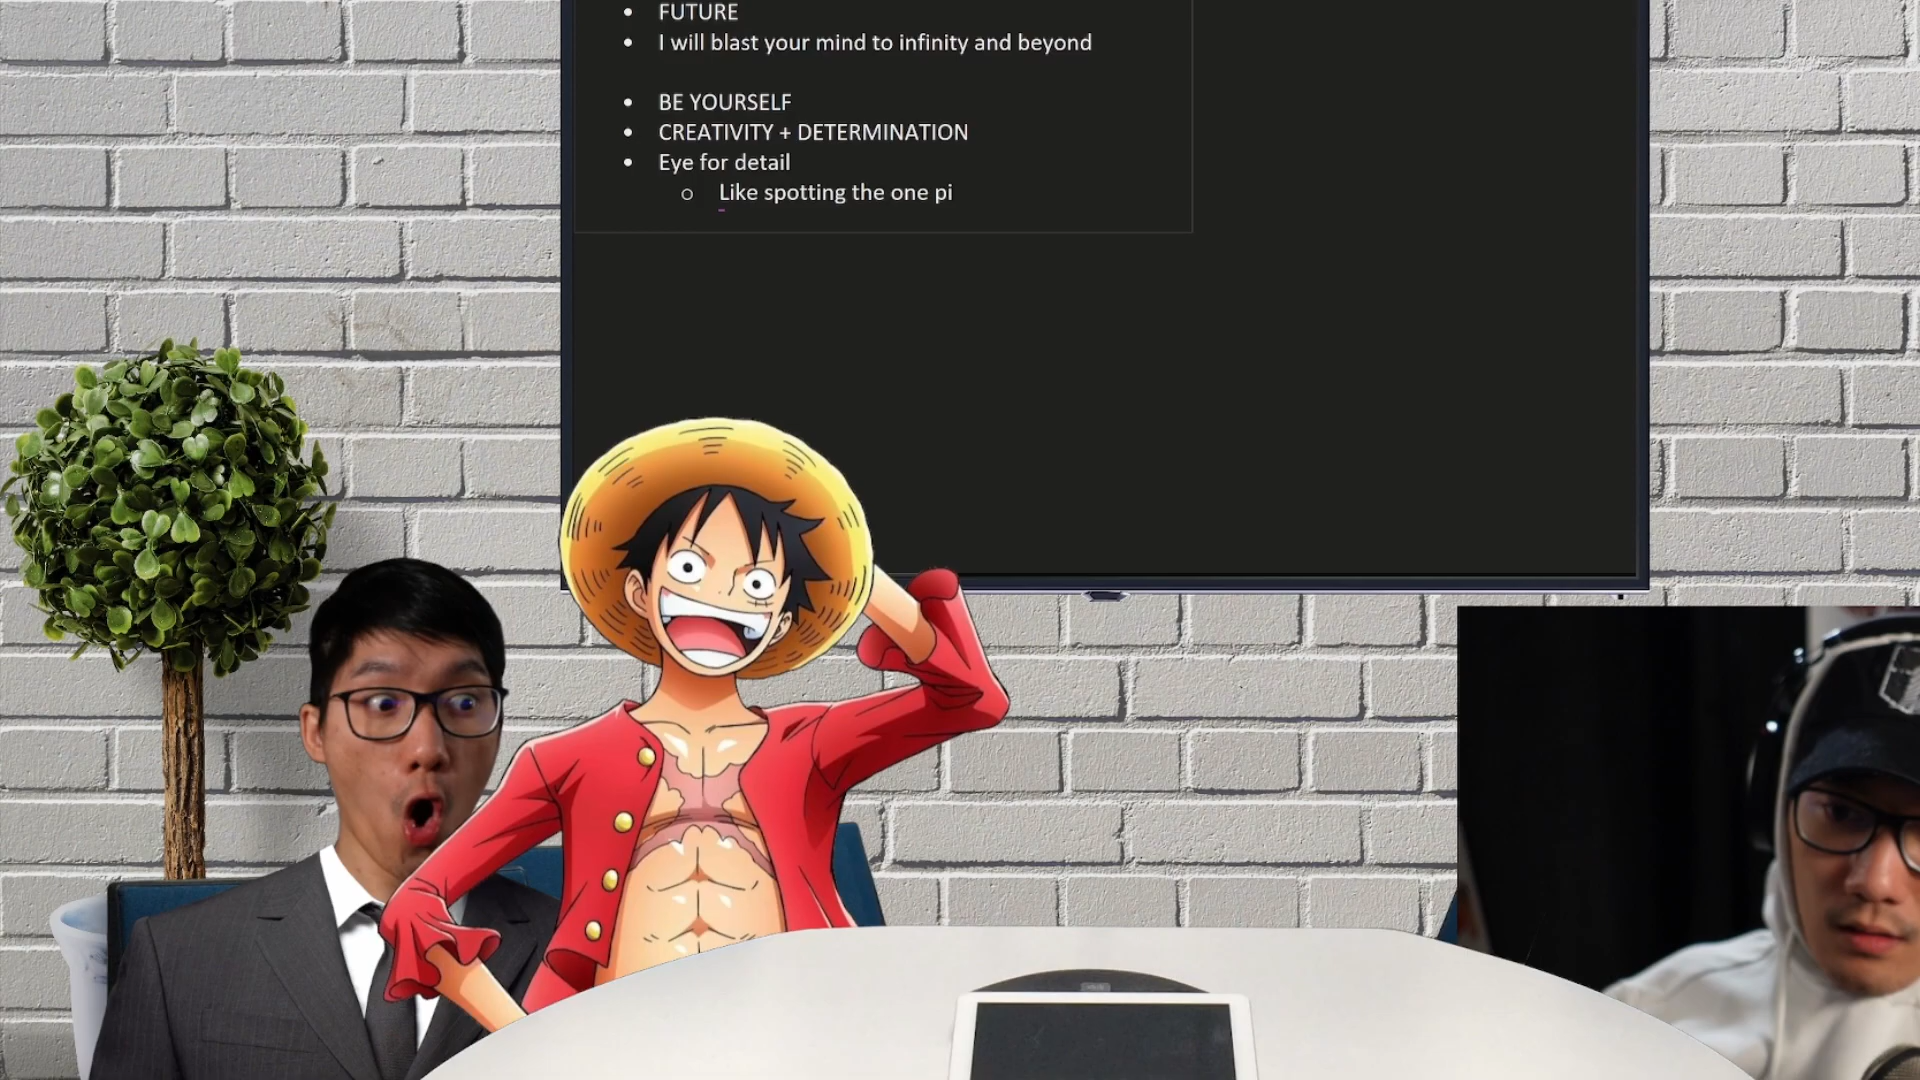 FUTURE
I will blast your mind to infinity and beyond
BE YOURSELF
CREATIVITY + DETERMINATION
Eye for detail
Like spotting the one pi